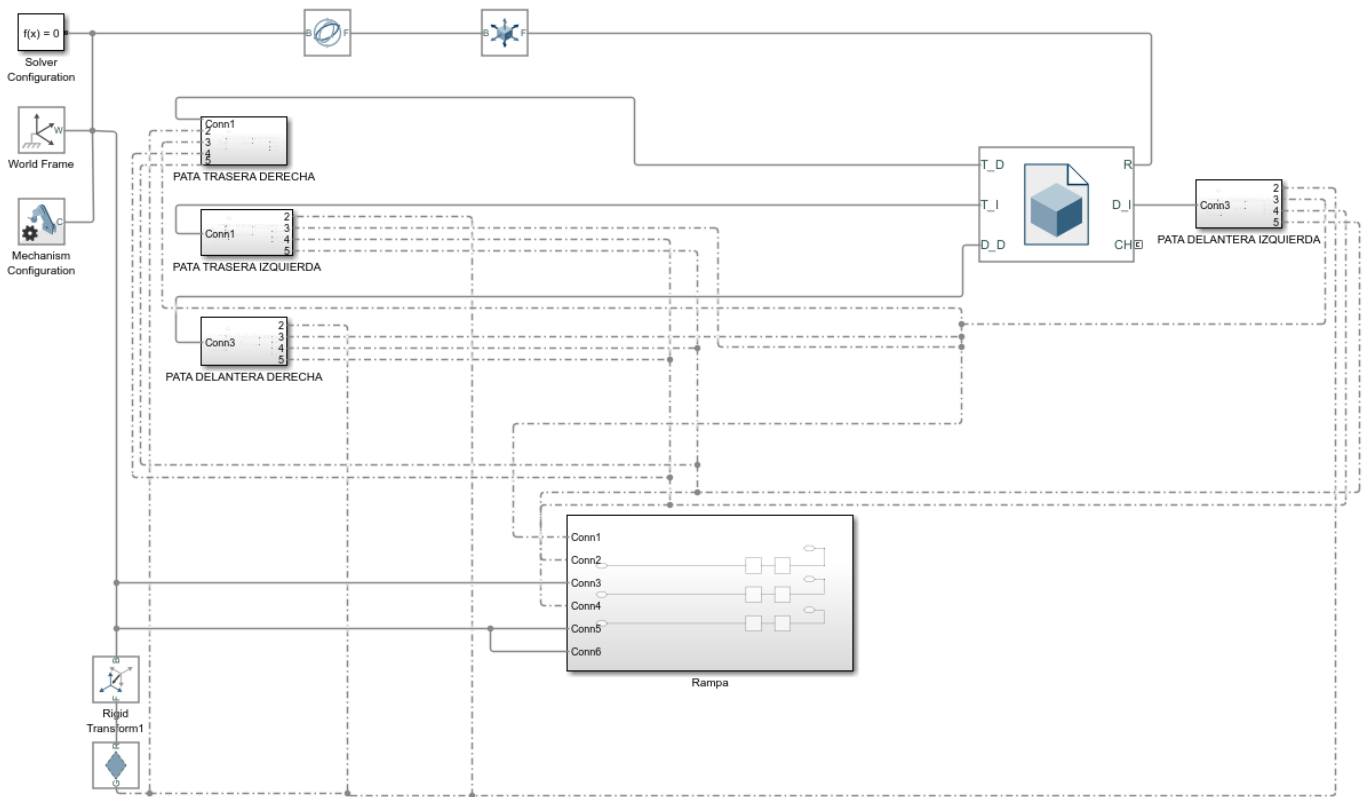 f(x) = 0
Solver
Configuration
B F
B F
W
World Frame
C
Mechanism
Configuration
Conn1
2
3
4
5
PATA TRASERA DERECHA
Conn1
2
3
4
5
PATA TRASERA IZQUIERDA
Conn3
2
3
4
5
PATA DELANTERA DERECHA
T_D
T_I
D_D
R
D_I
CH
Conn3
2
3
4
5
PATA DELANTERA IZQUIERDA
Conn1
Conn2
Conn3
Conn4
Conn5
Conn6
Rampa
B
F
Rigid
Transform1
R
G